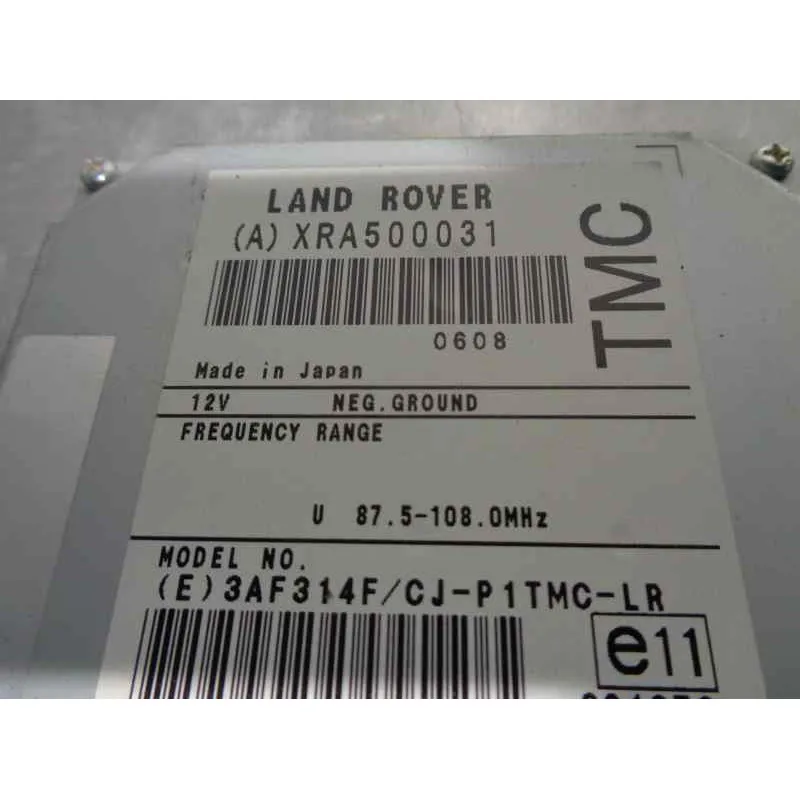 LAND ROVER
(A) XRA500031
TMC
0608
Made in Japan
12V NEG.GROUND
FREQUENCY RANGE
U 87.5-108.0MHz
MODEL NO.
(E) 3AF314F/CJ-P1TMC-LR
e11